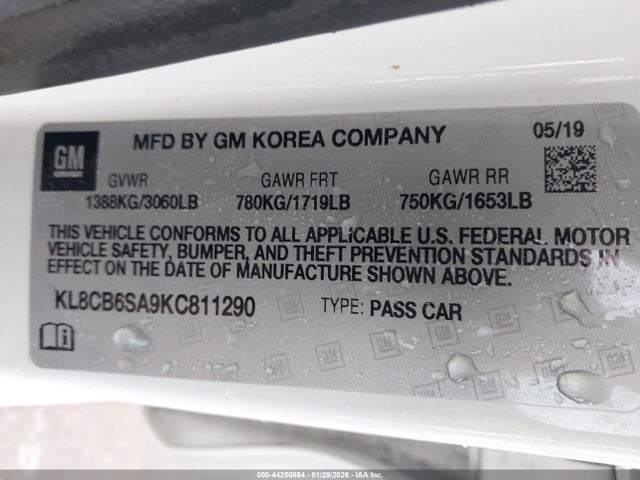 GM
MFD BY GM KOREA COMPANY 05/19
GVWR GAWR FRT GAWR RR
1388KG/3060LB 780KG/1719LB 750KG/1653LB
THIS VEHICLE CONFORMS TO ALL APPLICABLE U.S. FEDERAL MOTOR
VEHICLE SAFETY, BUMPER, AND THEFT PREVENTION STANDARDS IN
EFFECT ON THE DATE OF MANUFACTURE SHOWN ABOVE.
KL8CB6SA9KC811290 TYPE: PASS CAR
000-44250864 - 01/29/2026 - IAA Inc.